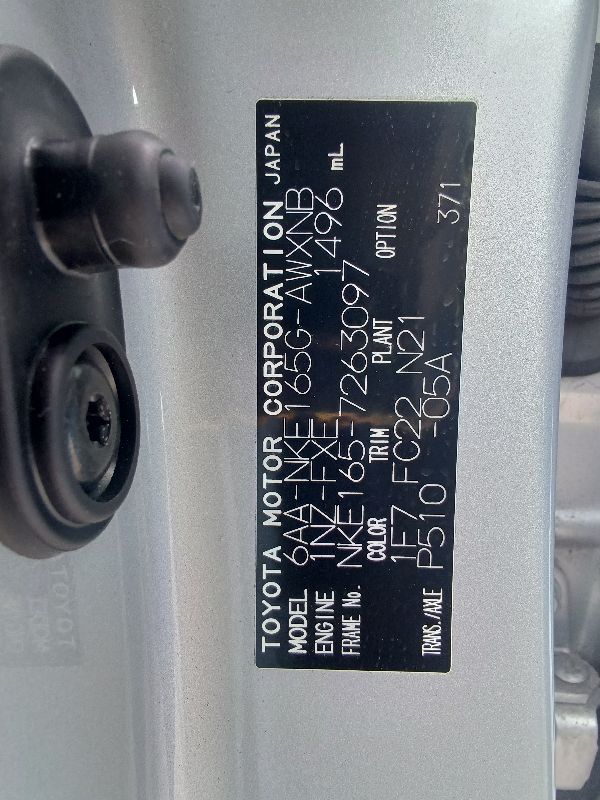 TOYOTA MOTOR CORPORATION JAPAN
MODEL 6AA-NKE165G-AWXNB
ENGINE 1NZ-FXE 1496 mL
FRAME No. NKE165-7263097
COLOR TRIM PLANT OPTION
1F7 FC22 N21
TRANS./AXLE P510 -05A 371